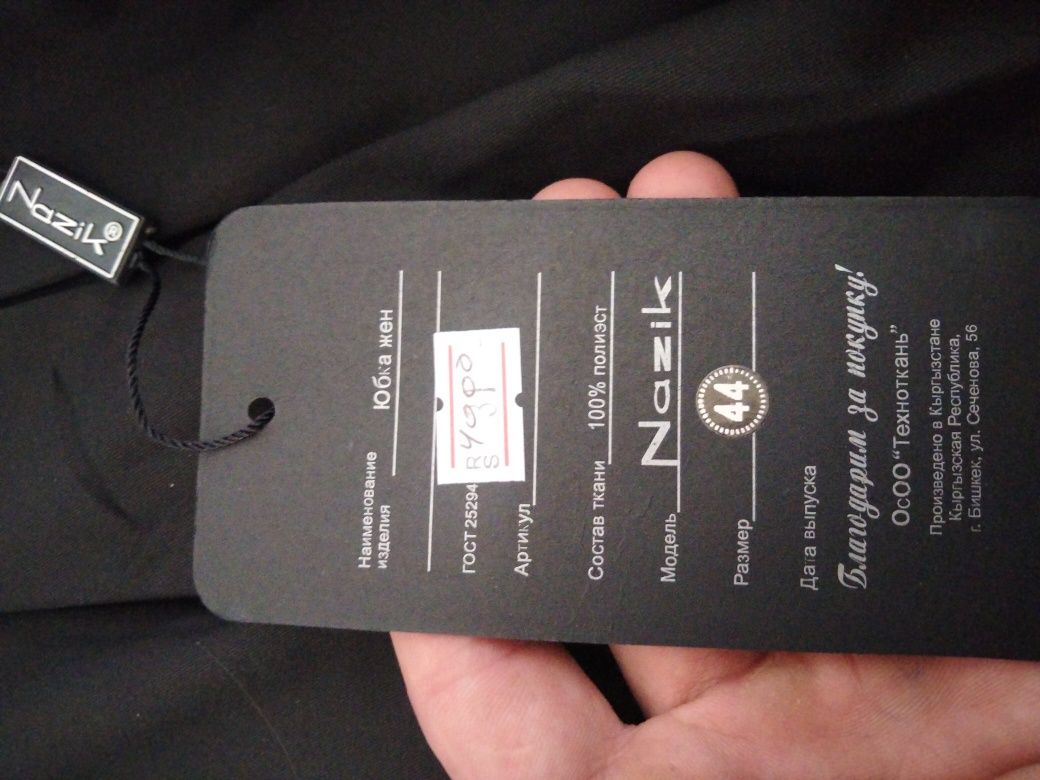 Nazik®
Наименование
изделия Юбка жен
ГОСТ 25294
Артикул
Состав ткани 100% полиэст
Модель Nazik
Размер 44
Дата выпуска
Благодарим за покупку!
ОсОО "Техноткань"
Произведено в Кыргызстане
Кыргызская Республика,
г. Бишкек, ул. Сеченова, 56